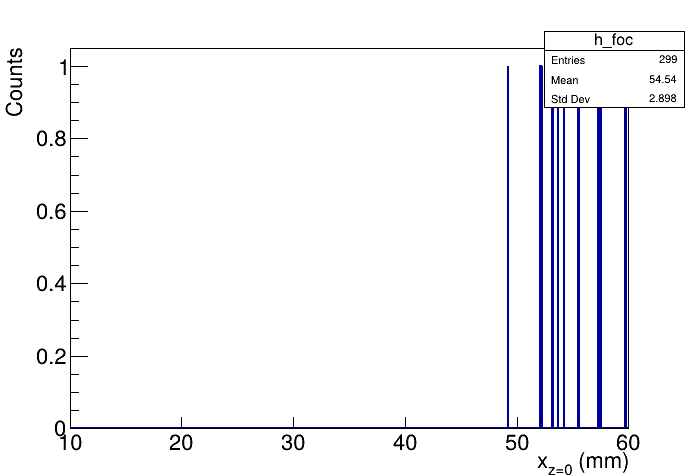 h_foc
Entries 299
Mean 54.54
Std Dev 2.898
Counts
1
0.8
0.6
0.4
0.2
0
10 20 30 40 50 60
x_{z=0} (mm)